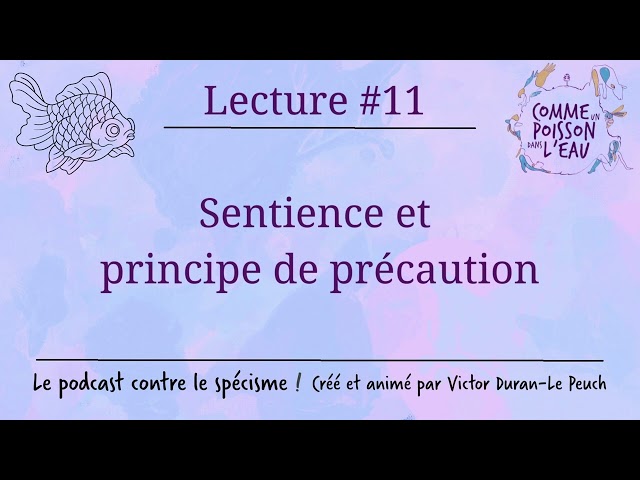 Lecture #11
COMME UN
POISSON
DANS L'EAU
Sentience et
principe de précaution
Le podcast contre le spécisme ! Créé et animé par Victor Duran-Le Peuch